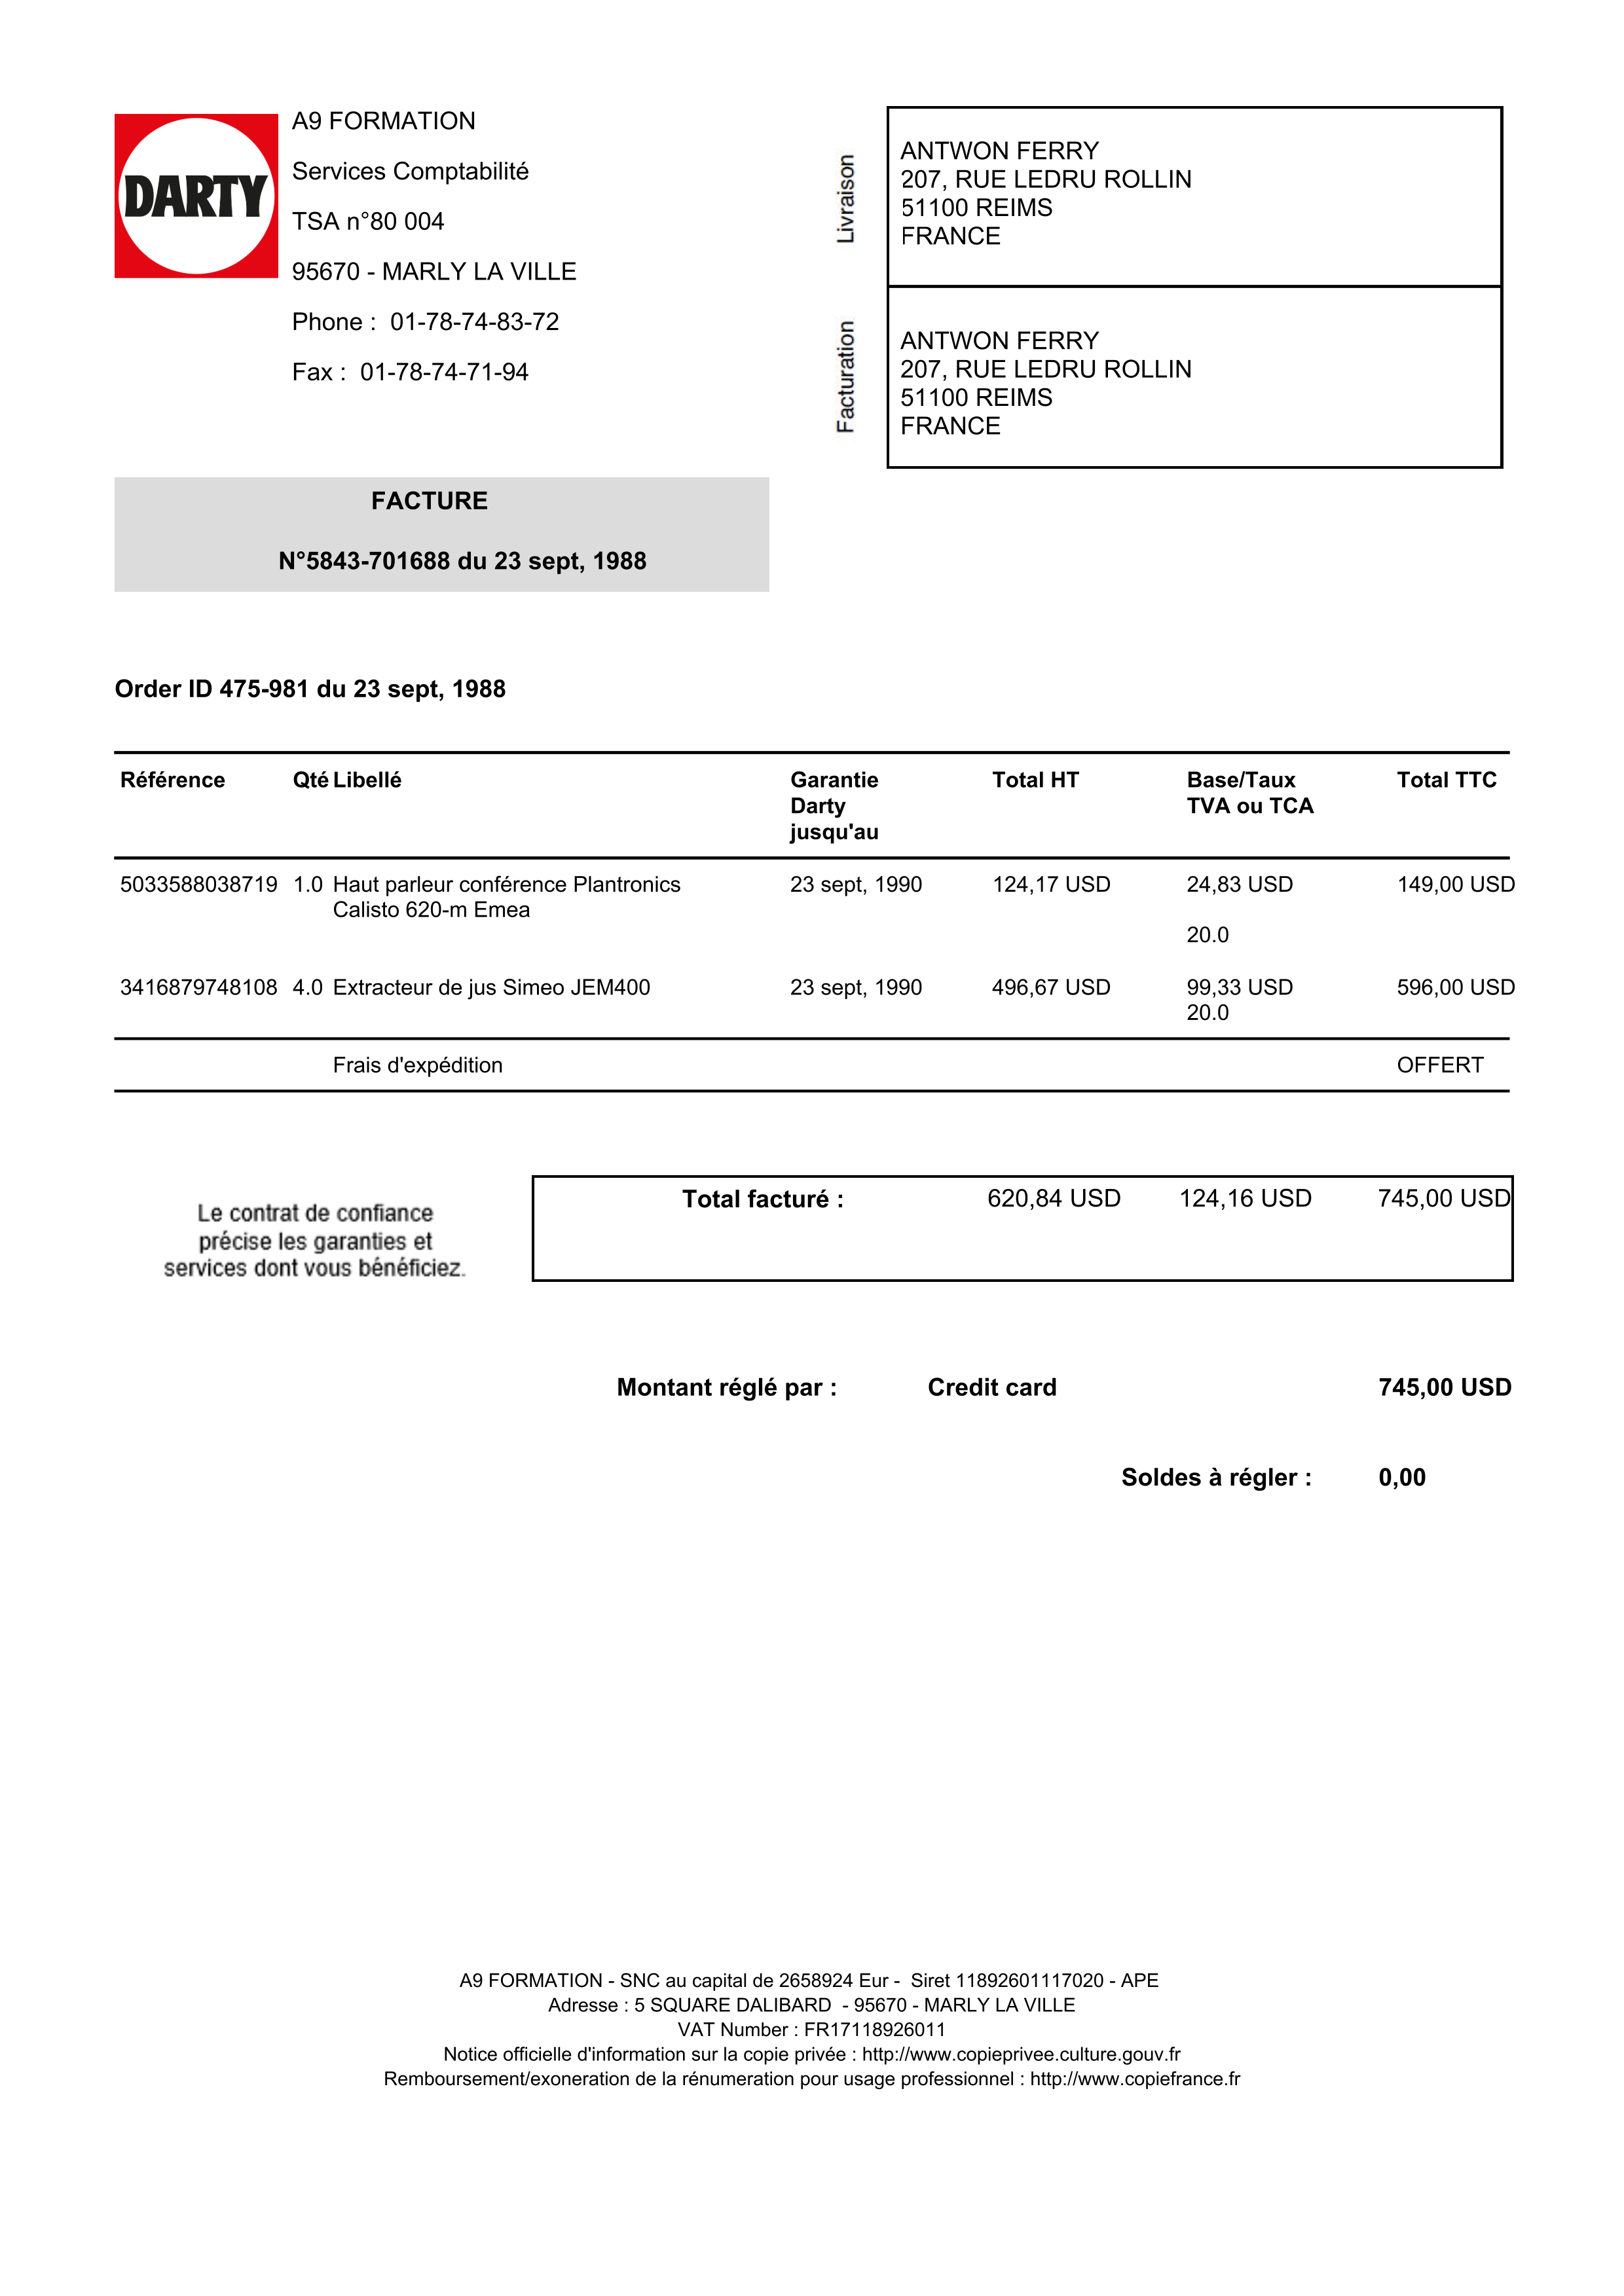 DARTY
A9 FORMATION
Services Comptabilité
TSA n°80 004
95670 - MARLY LA VILLE
Phone :  01-78-74-83-72
Fax :  01-78-74-71-94
Livraison
ANTWON FERRY
207, RUE LEDRU ROLLIN
51100 REIMS
FRANCE
Facturation
ANTWON FERRY
207, RUE LEDRU ROLLIN
51100 REIMS
FRANCE
FACTURE
N°5843-701688 du 23 sept, 1988
Order ID 475-981 du 23 sept, 1988
Référence Qté Libellé Garantie Total HT Base/Taux Total TTC
Darty TVA ou TCA
jusqu'au
5033588038719 1.0 Haut parleur conférence Plantronics 23 sept, 1990 124,17 USD 24,83 USD 149,00 USD
Calisto 620-m Emea
20.0
3416879748108 4.0 Extracteur de jus Simeo JEM400 23 sept, 1990 496,67 USD 99,33 USD 596,00 USD
20.0
Frais d'expédition OFFERT
Total facturé : 620,84 USD 124,16 USD 745,00 USD
Le contrat de confiance
précise les garanties et
services dont vous bénéficiez.
Montant réglé par : Credit card 745,00 USD
Soldes à régler : 0,00
A9 FORMATION - SNC au capital de 2658924 Eur -  Siret 11892601117020 - APE
Adresse : 5 SQUARE DALIBARD  - 95670 - MARLY LA VILLE
VAT Number : FR17118926011
Notice officielle d'information sur la copie privée : http://www.copieprivee.culture.gouv.fr
Remboursement/exoneration de la rénumeration pour usage professionnel : http://www.copiefrance.fr